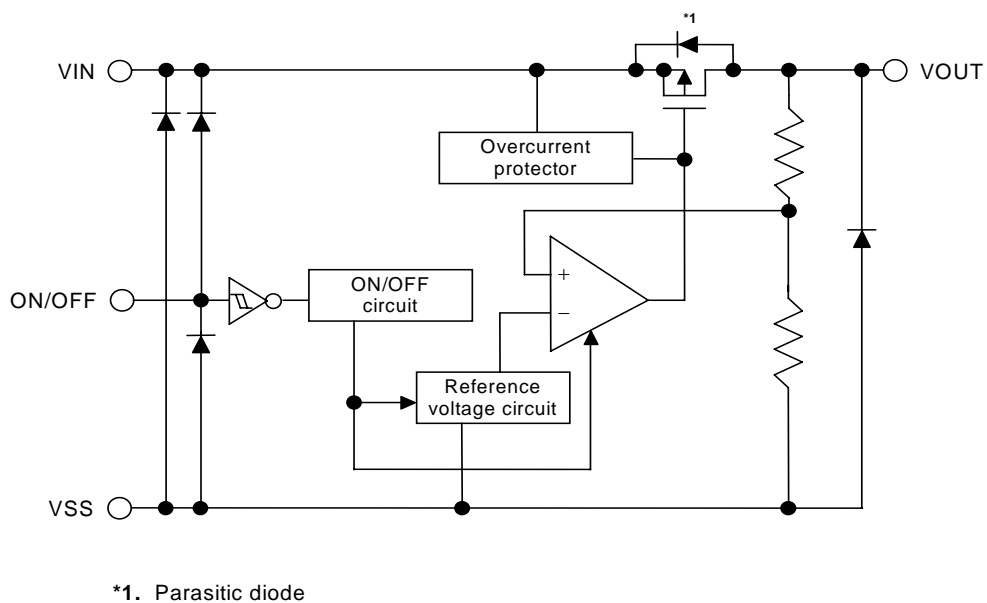 *1
VIN
VOUT
Overcurrent
protector
+
ON/OFF
ON/OFF
circuit
−
Reference
voltage circuit
VSS
*1. Parasitic diode